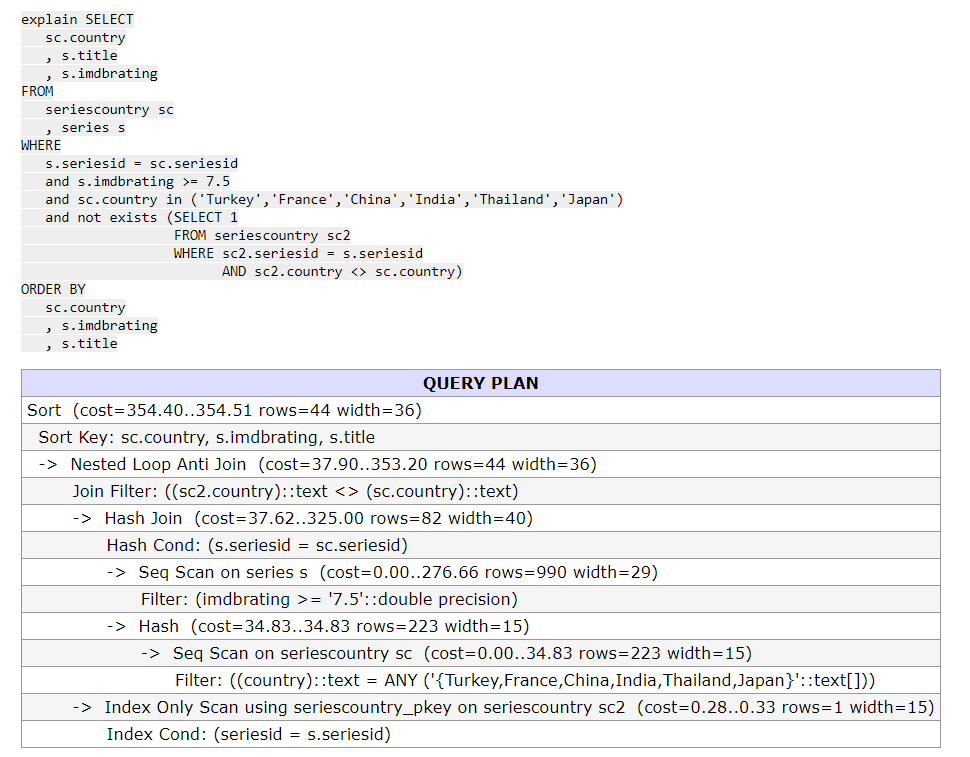 explain SELECT
sc.country
, s.title
, s.imdbrating
FROM
seriescountry sc
, series s
WHERE
s.seriesid = sc.seriesid
and s.imdbrating >= 7.5
and sc.country in ('Turkey','France','China','India','Thailand','Japan')
and not exists (SELECT 1
FROM seriescountry sc2
WHERE sc2.seriesid = s.seriesid
AND sc2.country <> sc.country)
ORDER BY
sc.country
, s.imdbrating
, s.title
QUERY PLAN
Sort (cost=354.40..354.51 rows=44 width=36)
Sort Key: sc.country, s.imdbrating, s.title
-> Nested Loop Anti Join (cost=37.90..353.20 rows=44 width=36)
Join Filter: ((sc2.country)::text <> (sc.country)::text)
-> Hash Join (cost=37.62..325.00 rows=82 width=40)
Hash Cond: (s.seriesid = sc.seriesid)
-> Seq Scan on series s (cost=0.00..276.66 rows=990 width=29)
Filter: (imdbrating >= '7.5'::double precision)
-> Hash (cost=34.83..34.83 rows=223 width=15)
-> Seq Scan on seriescountry sc (cost=0.00..34.83 rows=223 width=15)
Filter: ((country)::text = ANY ('{Turkey,France,China,India,Thailand,Japan}'::text[]))
-> Index Only Scan using seriescountry_pkey on seriescountry sc2 (cost=0.28..0.33 rows=1 width=15)
Index Cond: (seriesid = s.seriesid)